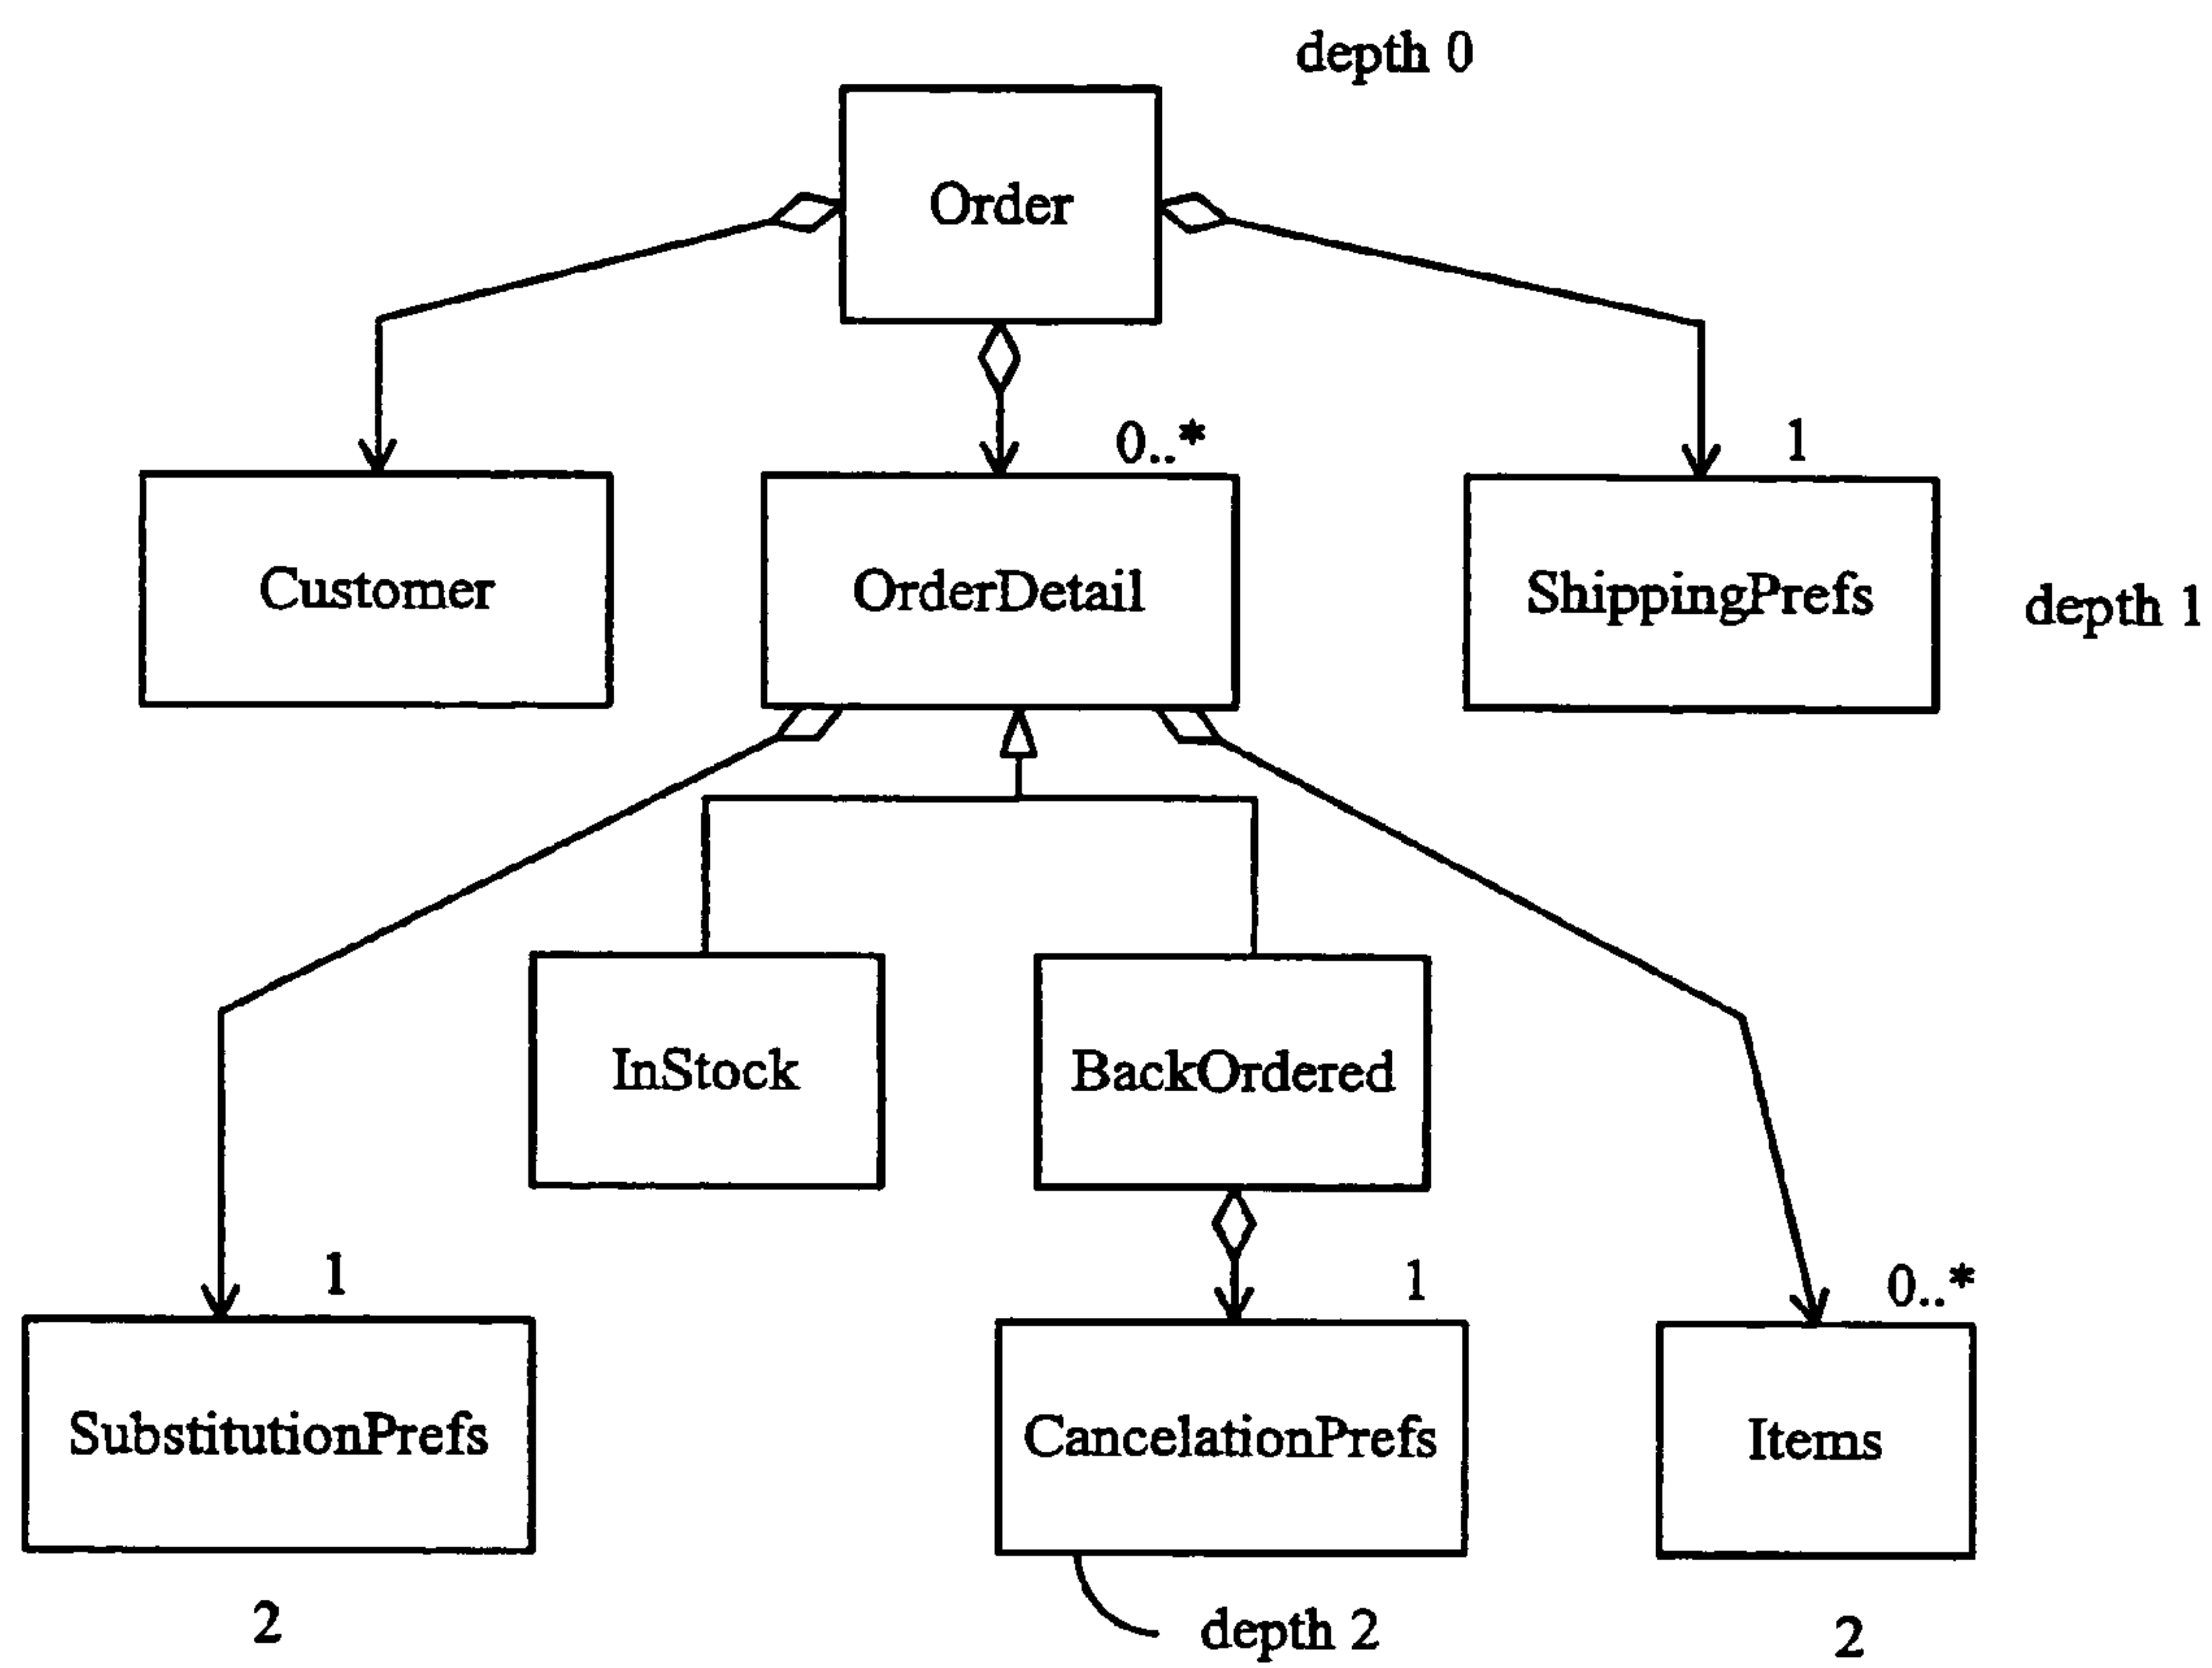 depth 0
Order
0..*
1
Customer
OrderDetail
ShippingPrefs
depth 1
InStock
BackOrdered
1
1
0..*
SubstitutionPrefs
CancelationPrefs
Items
2
depth 2
2